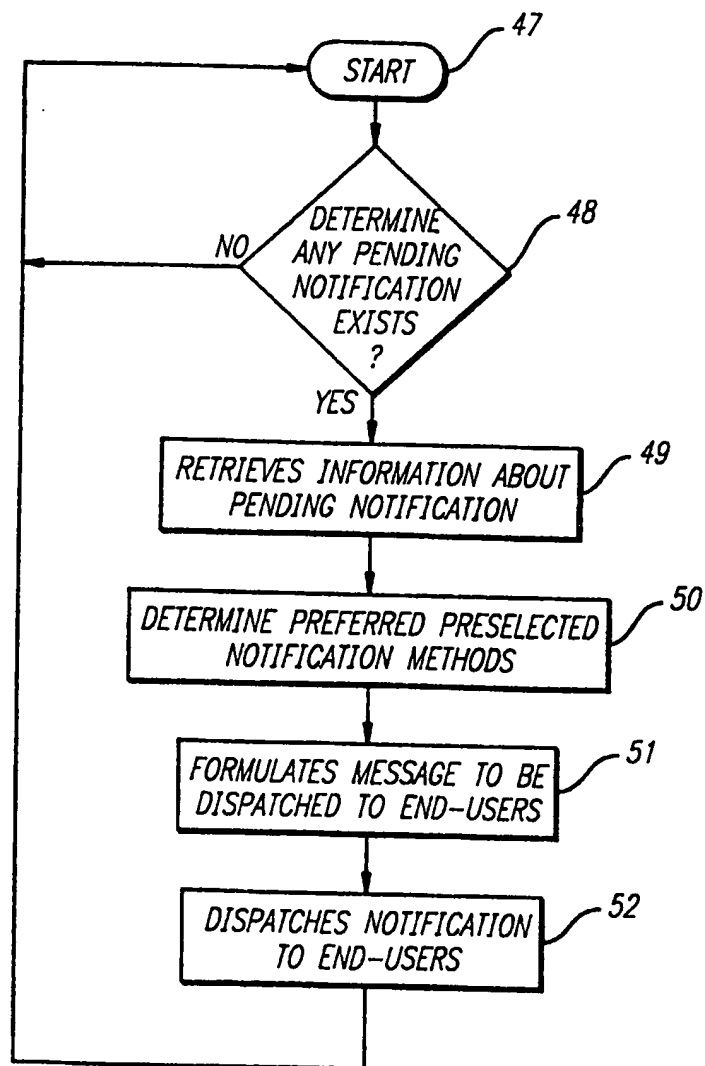 47
START
48
DETERMINE
ANY PENDING
NOTIFICATION
EXISTS
?
NO
YES
49
RETRIEVES INFORMATION ABOUT
PENDING NOTIFICATION
50
DETERMINE PREFERRED PRESELECTED
NOTIFICATION METHODS
51
FORMULATES MESSAGE TO BE
DISPATCHED TO END-USERS
52
DISPATCHES NOTIFICATION
TO END-USERS